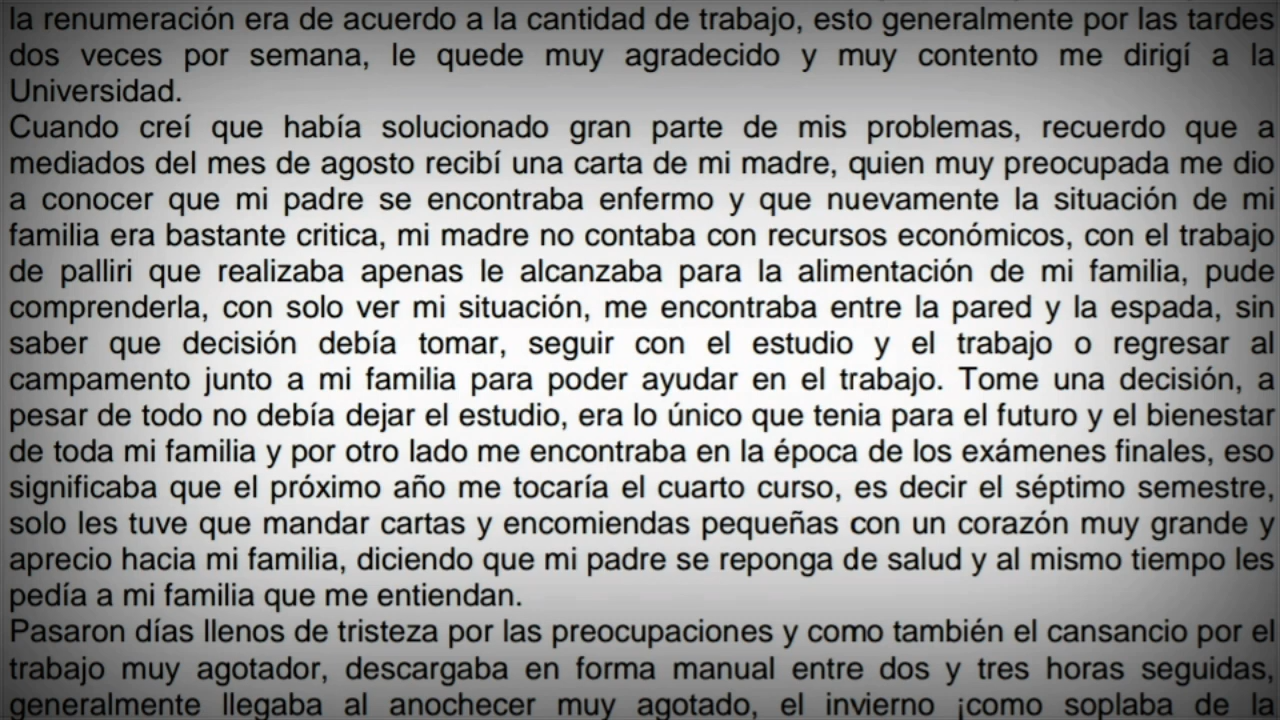 la renumeración era de acuerdo a la cantidad de trabajo, esto generalmente por las tardes
dos veces por semana, le quede muy agradecido y muy contento me dirigí a la
Universidad.
Cuando creí que había solucionado gran parte de mis problemas, recuerdo que a
mediados del mes de agosto recibí una carta de mi madre, quien muy preocupada me dio
a conocer que mi padre se encontraba enfermo y que nuevamente la situación de mi
familia era bastante critica, mi madre no contaba con recursos económicos, con el trabajo
de palliri que realizaba apenas le alcanzaba para la alimentación de mi familia, pude
comprenderla, con solo ver mi situación, me encontraba entre la pared y la espada, sin
saber que decisión debía tomar, seguir con el estudio y el trabajo o regresar al
campamento junto a mi familia para poder ayudar en el trabajo. Tome una decisión, a
pesar de todo no debía dejar el estudio, era lo único que tenia para el futuro y el bienestar
de toda mi familia y por otro lado me encontraba en la época de los exámenes finales, eso
significaba que el próximo año me tocaría el cuarto curso, es decir el séptimo semestre,
solo les tuve que mandar cartas y encomiendas pequeñas con un corazón muy grande y
aprecio hacia mi familia, diciendo que mi padre se reponga de salud y al mismo tiempo les
pedía a mi familia que me entiendan.
Pasaron días llenos de tristeza por las preocupaciones y como también el cansancio por el
trabajo muy agotador, descargaba en forma manual entre dos y tres horas seguidas,
generalmente llegaba al anochecer muy agotado, el invierno ¡como soplaba de la